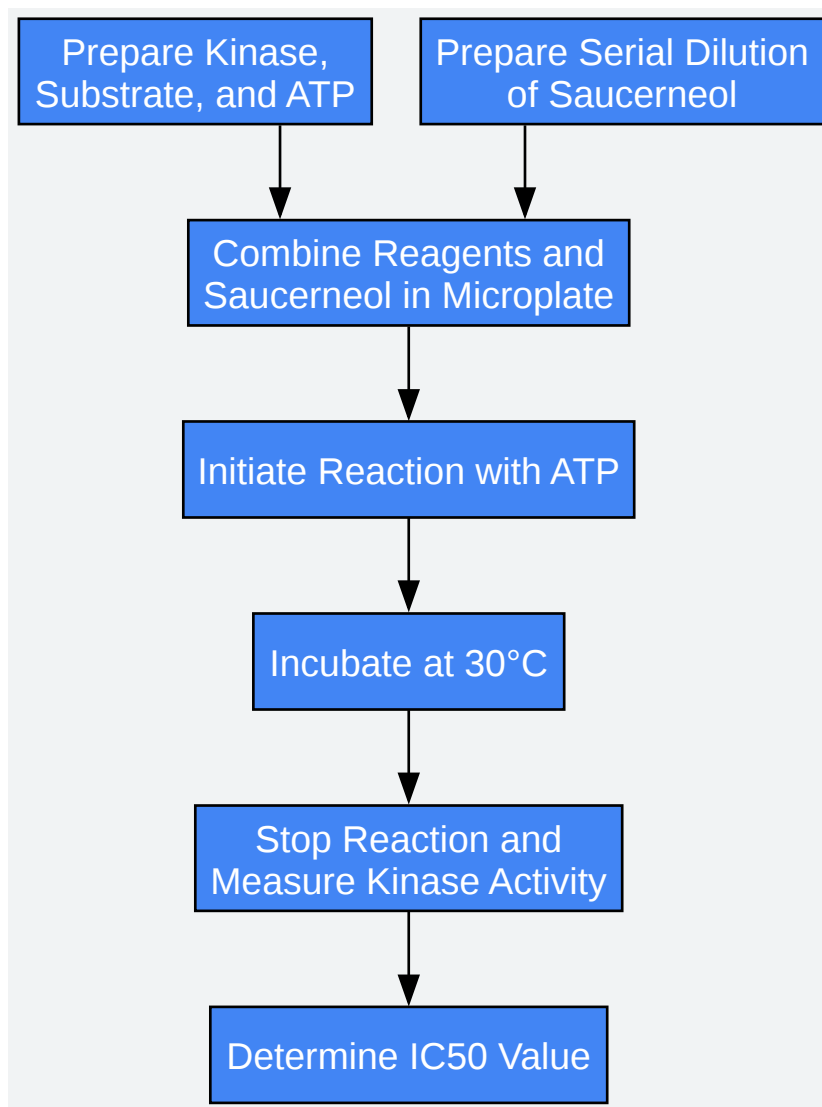 Prepare Kinase,
Substrate, and ATP
Prepare Serial Dilution
of Saucerneol
Combine Reagents and
Saucerneol in Microplate
Initiate Reaction with ATP
Incubate at 30°C
Stop Reaction and
Measure Kinase Activity
Determine IC50 Value